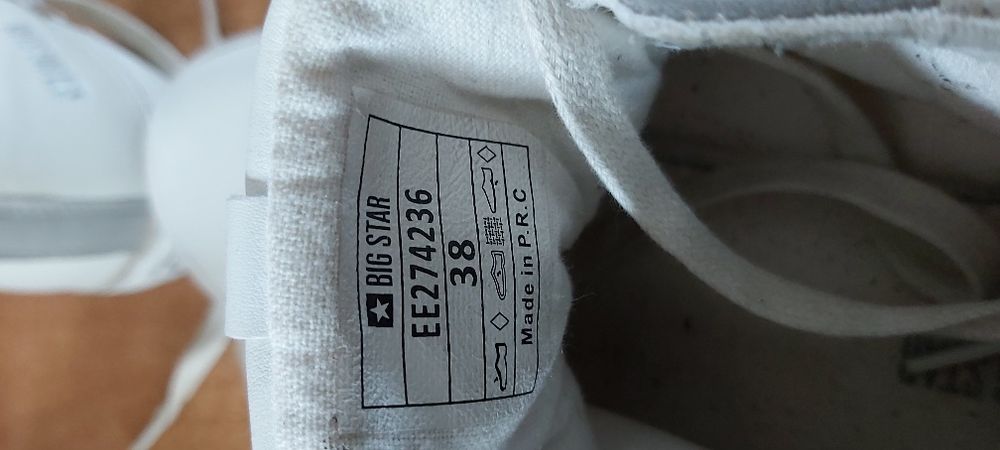 BIG STAR
EE274236
38
Made in P.R.C